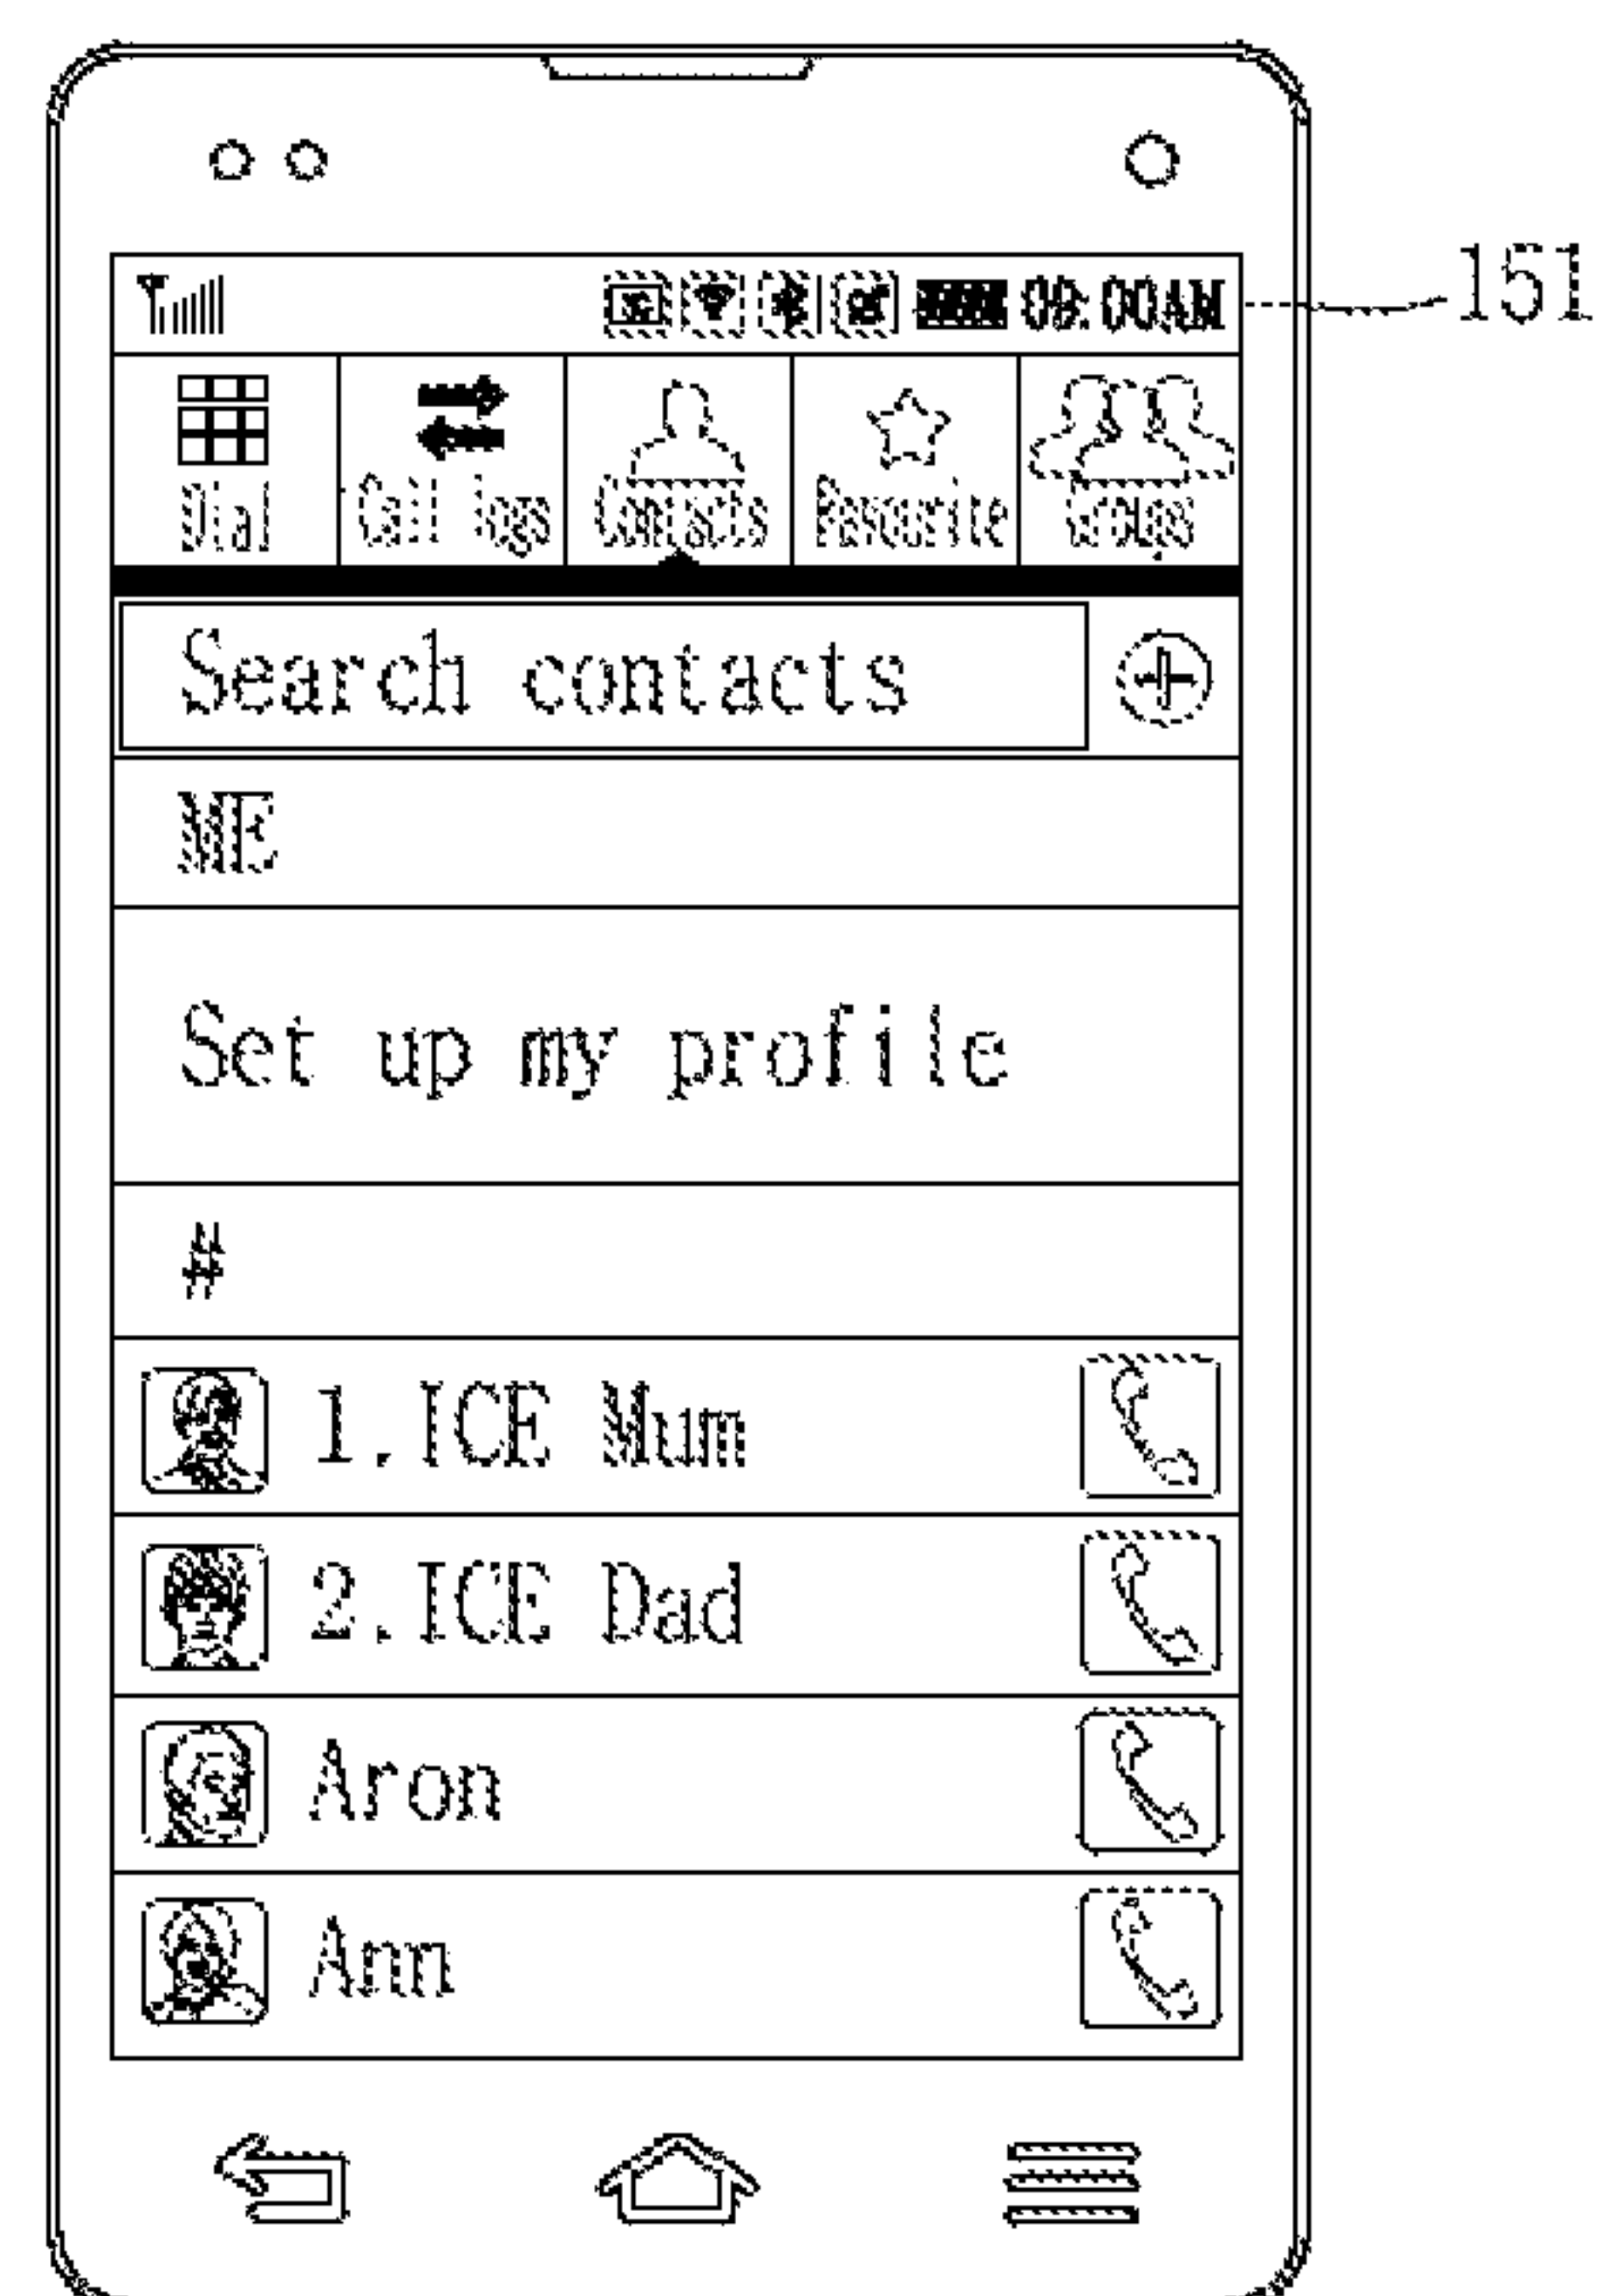 09:00AM 151
Dial Call logs Contacts Favourite Groups
Search contacts
ME
Set up my profile
#
1.ICE Mum
2.ICE Dad
Aron
Ann